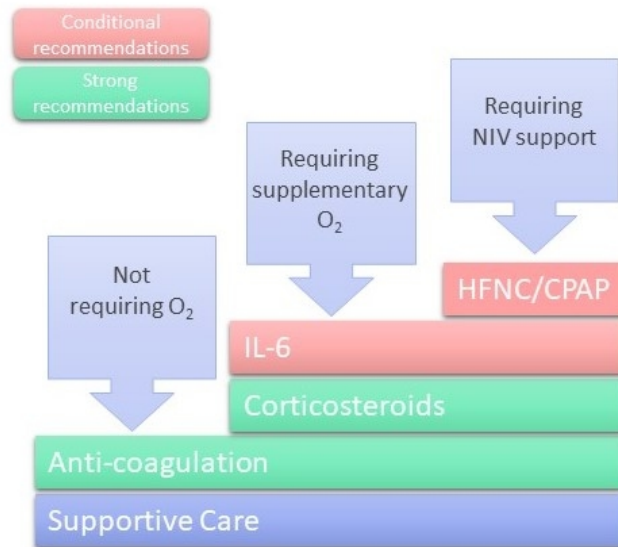 Conditional
recommendations
Strong
recommendations
Requiring
NIV support
Requiring
supplementary
O₂
Not
requiring O₂
HFNC/CPAP
IL-6
Corticosteroids
Anti-coagulation
Supportive Care